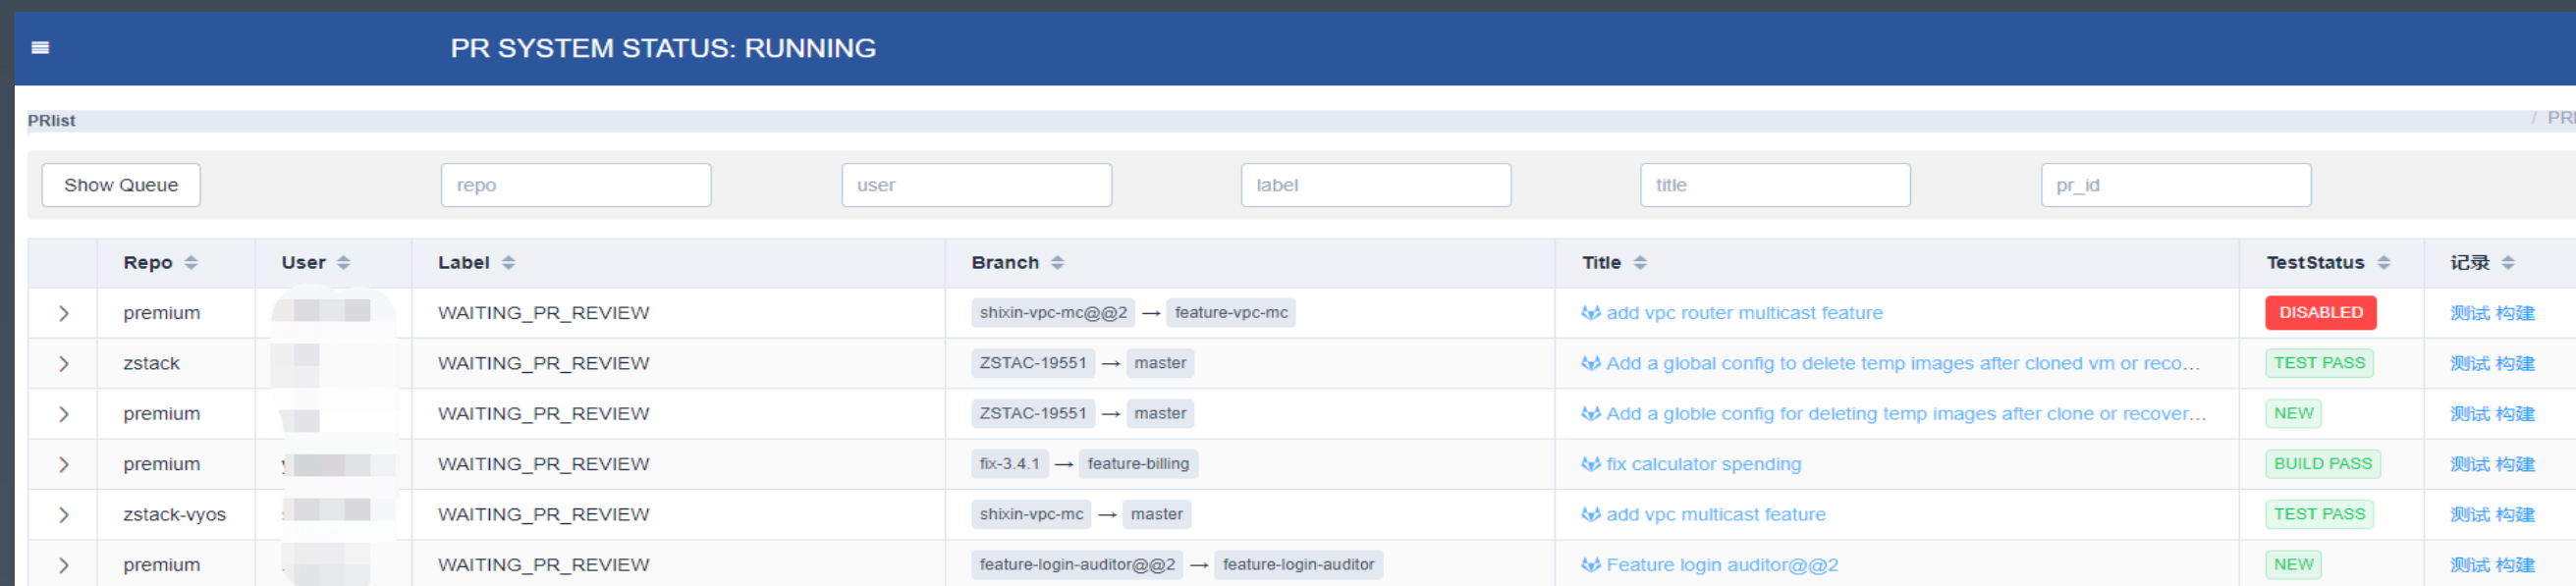 PR SYSTEM STATUS: RUNNING
PRlist / PRl
Show Queue repo user label title pr_id
Repo User Label Branch Title TestStatus 记录
premium WAITING_PR_REVIEW shixin-vpc-mc@@2 → feature-vpc-mc add vpc router multicast feature DISABLED 测试 构建
zstack WAITING_PR_REVIEW ZSTAC-19551 → master Add a global config to delete temp images after cloned vm or reco... TEST PASS 测试 构建
premium WAITING_PR_REVIEW ZSTAC-19551 → master Add a globle config for deleting temp images after clone or recover... NEW 测试 构建
premium WAITING_PR_REVIEW fix-3.4.1 → feature-billing fix calculator spending BUILD PASS 测试 构建
zstack-vyos WAITING_PR_REVIEW shixin-vpc-mc → master add vpc multicast feature TEST PASS 测试 构建
premium WAITING_PR_REVIEW feature-login-auditor@@2 → feature-login-auditor Feature login auditor@@2 NEW 测试 构建